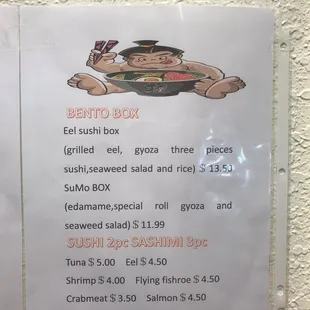 BENTO BOX
Eel sushi box
(grilled eel, gyoza three pieces
sushi,seaweed salad and rice) $ 13.50
SuMo BOX
(edamame,special roll gyoza and
seaweed salad) $ 11.99
SUSHI 2pc SASHIMI 3pc
Tuna $ 5.00 Eel $ 4.50
Shrimp $ 4.00 Flying fishroe $ 4.50
Crabmeat $ 3.50 Salmon $ 4.50